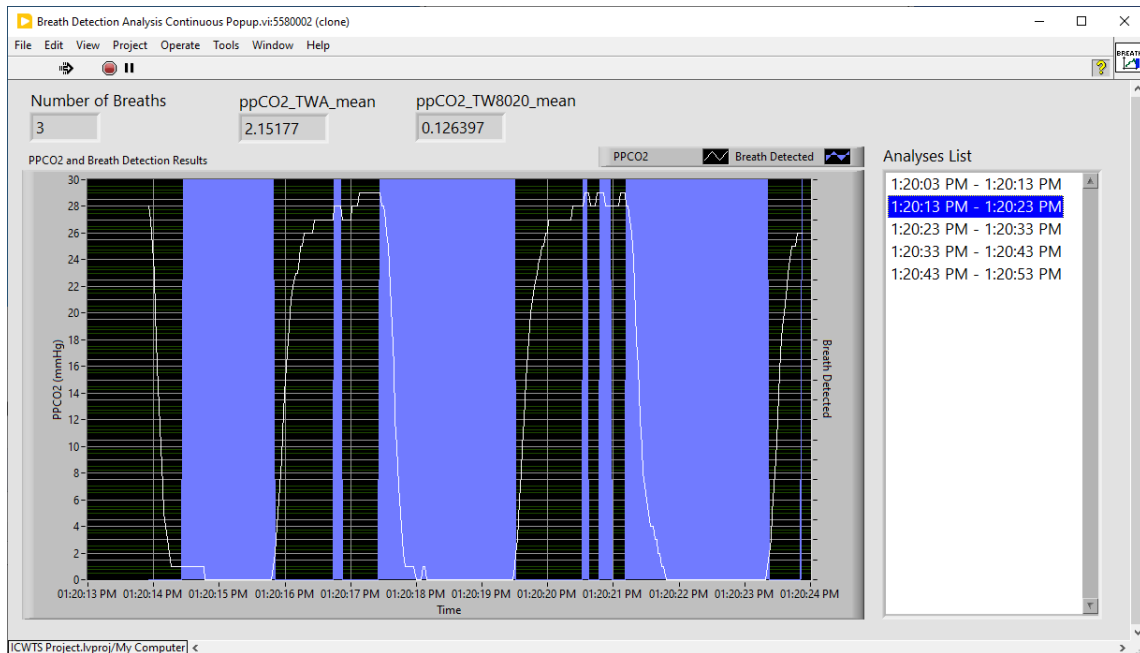 Breath Detection Analysis Continuous Popup.vi:5580002 (clone)
File Edit View Project Operate Tools Window Help
BREATH
Number of Breaths
3
ppCO2_TWA_mean
2.15177
ppCO2_TW8020_mean
0.126397
PPCO2 and Breath Detection Results
PPCO2
Breath Detected
30
28
26
24
22
20
18
16
14
12
10
8
6
4
2
0
PPCO2 (mmHg)
Breath Detected
01:20:13 PM 01:20:14 PM 01:20:15 PM 01:20:16 PM 01:20:17 PM 01:20:18 PM 01:20:19 PM 01:20:20 PM 01:20:21 PM 01:20:22 PM 01:20:23 PM 01:20:24 PM
Time
Analyses List
1:20:03 PM - 1:20:13 PM
1:20:13 PM - 1:20:23 PM
1:20:23 PM - 1:20:33 PM
1:20:33 PM - 1:20:43 PM
1:20:43 PM - 1:20:53 PM
ICWTS Project.lvproj/My Computer